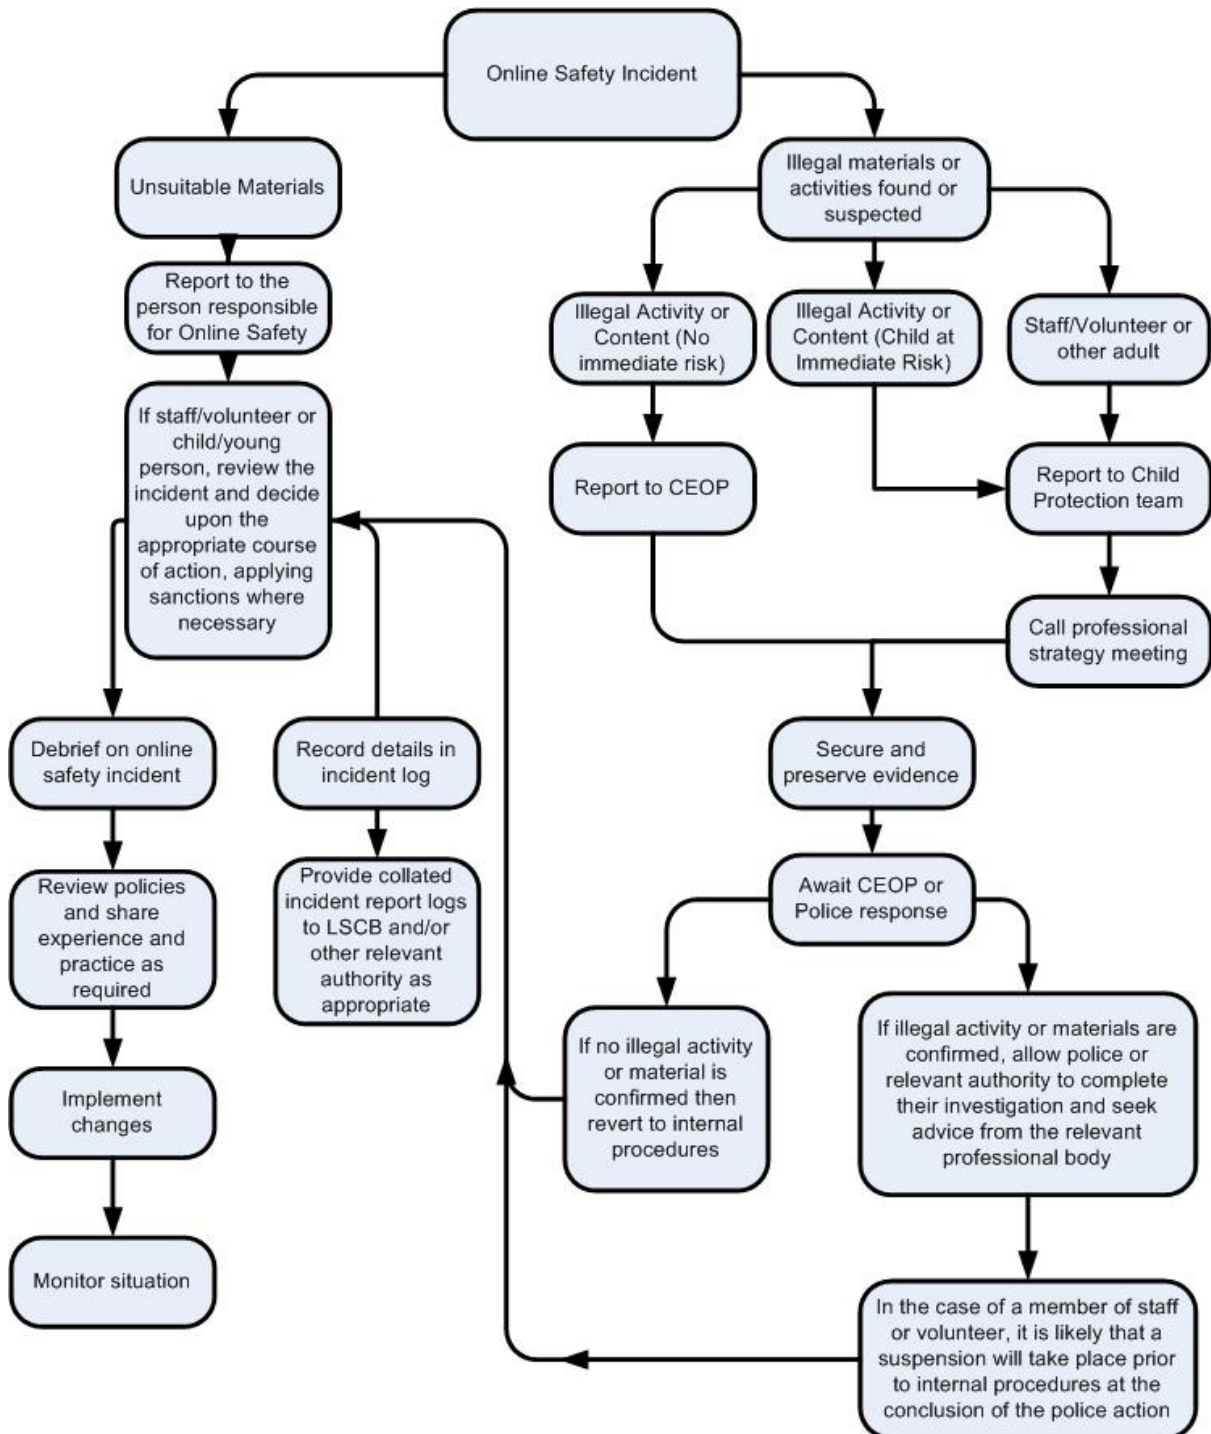 Online Safety Incident
Unsuitable Materials
Report to the
person responsible
for Online Safety
If staff/volunteer or
child/young
person, review the
incident and decide
upon the
appropriate course
of action, applying
sanctions where
necessary
Debrief on online
safety incident
Review policies
and share
experience and
practice as
required
Implement
changes
Monitor situation
Record details in
incident log
Provide collated
incident report logs
to LSCB and/or
other relevant
authority as
appropriate
Illegal materials or
activities found or
suspected
Illegal Activity or
Content (No
immediate risk)
Illegal Activity or
Content (Child at
Immediate Risk)
Staff/Volunteer or
other adult
Report to CEOP
Report to Child
Protection team
Call professional
strategy meeting
Secure and
preserve evidence
Await CEOP or
Police response
If no illegal activity
or material is
confirmed then
revert to internal
procedures
If illegal activity or materials are
confirmed, allow police or
relevant authority to complete
their investigation and seek
advice from the relevant
professional body
In the case of a member of staff
or volunteer, it is likely that a
suspension will take place prior
to internal procedures at the
conclusion of the police action